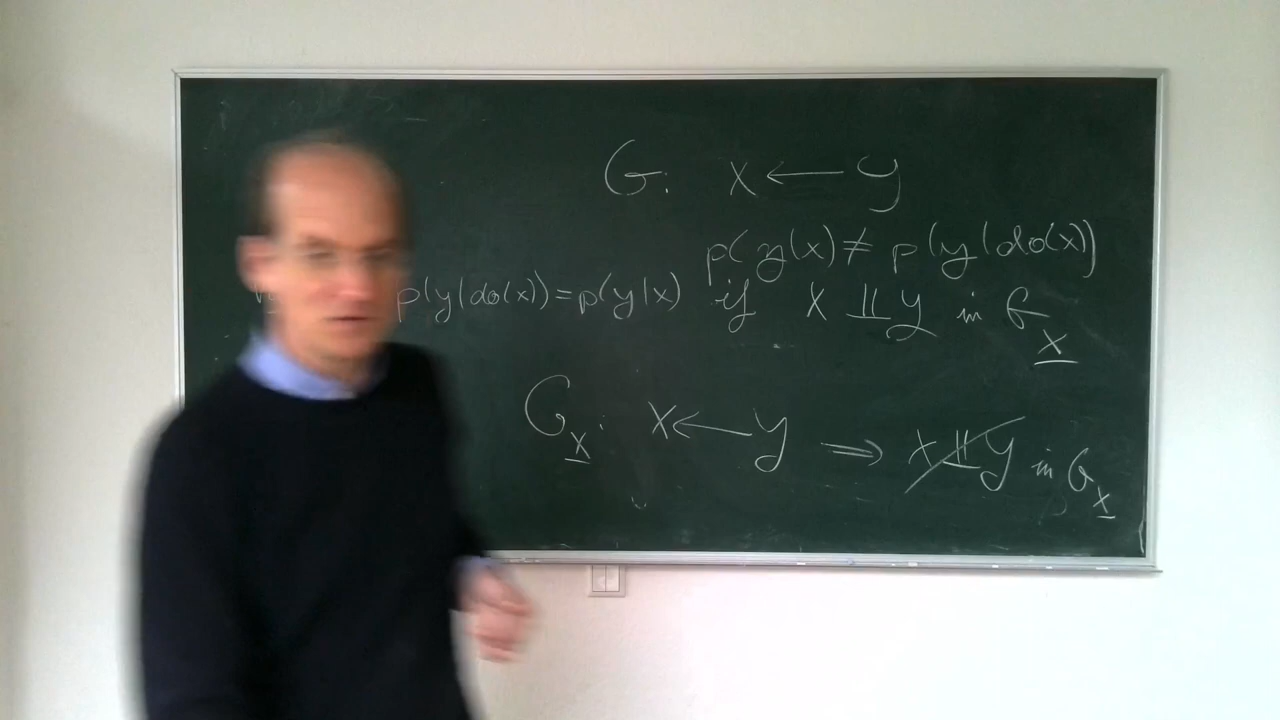 G: X ← Y
p(y|x) ≠ p(y|do(x))
p(y|do(x)) = p(y|x) if X ⫫ Y in G_X̲
G_X̲: X ← Y ⇒ X ⫫̸ Y in G_X̲